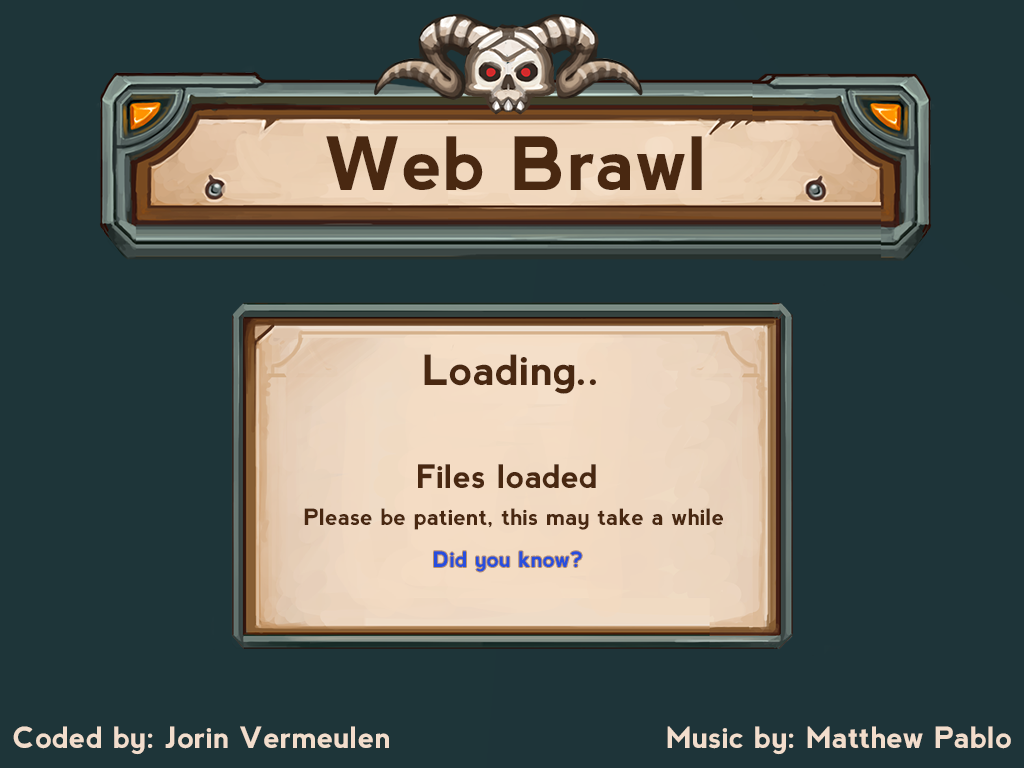 Web Brawl
Loading..
Files loaded
Please be patient, this may take a while
Did you know?
Coded by: Jorin Vermeulen
Music by: Matthew Pablo